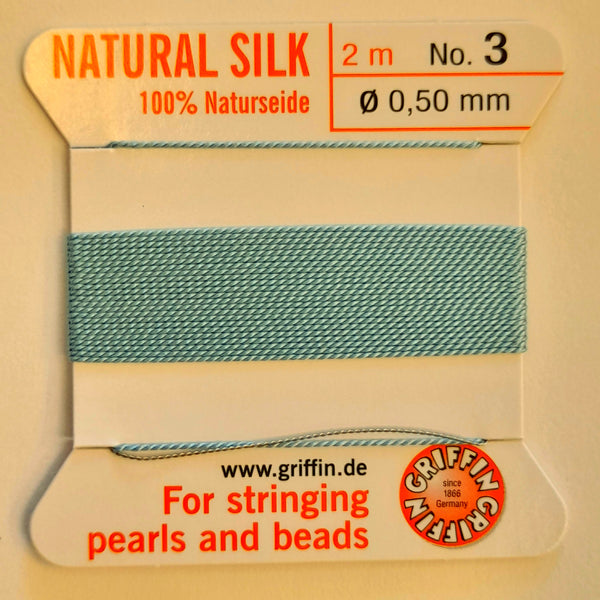 NATURAL SILK
100% Naturseide
2 m No. 3
Ø 0,50 mm
www.griffin.de
For stringing
pearls and beads
GRIFFIN GRIFFIN GRIFFIN
since
1866
Germany